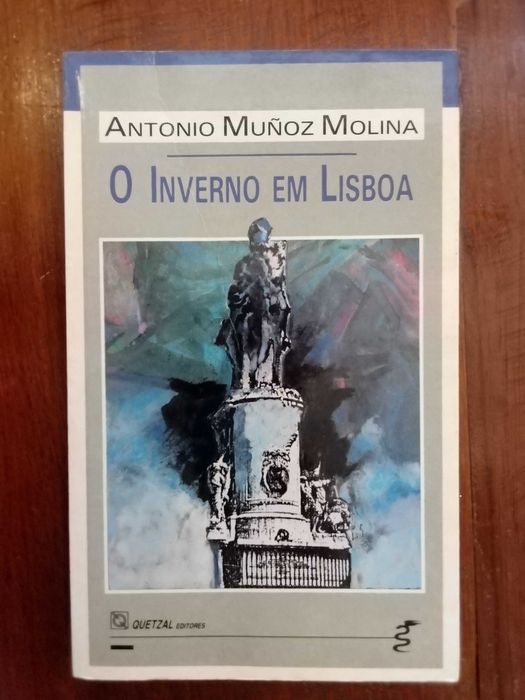 ANTONIO MUÑOZ MOLINA
O INVERNO EM LISBOA
QUETZAL EDITORES